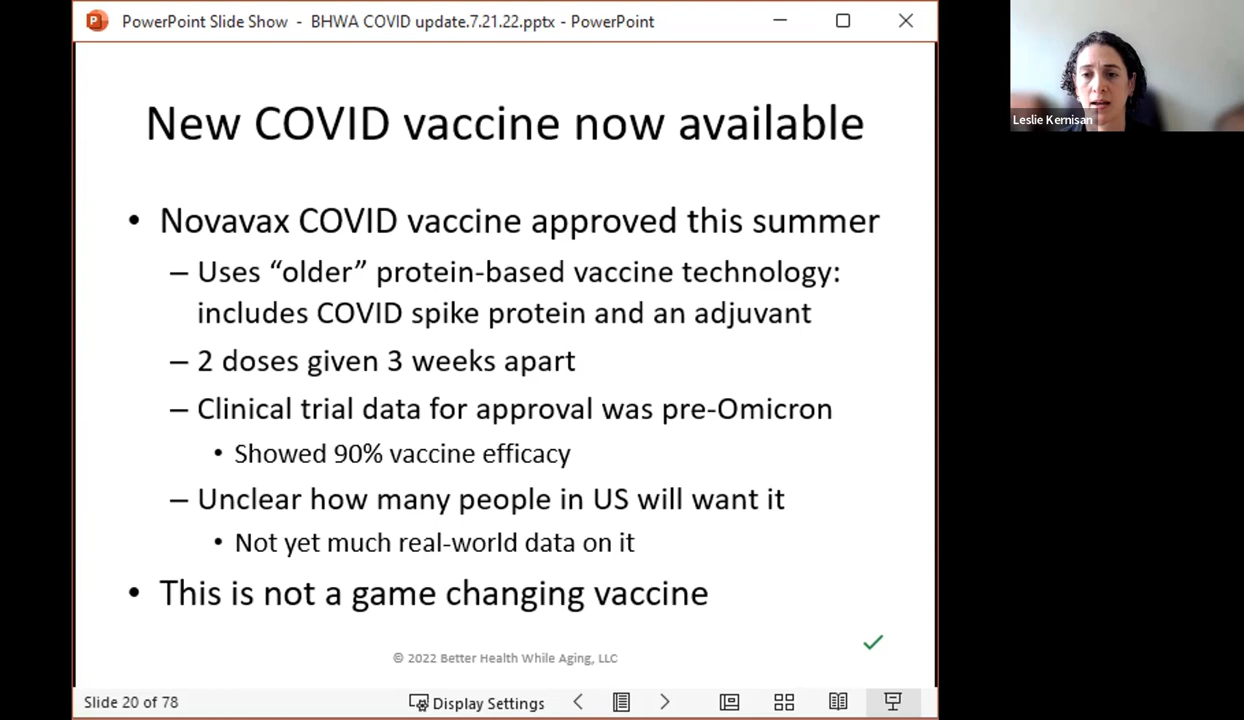 PowerPoint Slide Show - BHWA COVID update.7.21.22.pptx - PowerPoint
Leslie Kernisan
New COVID vaccine now available
• Novavax COVID vaccine approved this summer
– Uses “older” protein-based vaccine technology:
includes COVID spike protein and an adjuvant
– 2 doses given 3 weeks apart
– Clinical trial data for approval was pre-Omicron
• Showed 90% vaccine efficacy
– Unclear how many people in US will want it
• Not yet much real-world data on it
• This is not a game changing vaccine
© 2022 Better Health While Aging, LLC
Slide 20 of 78
Display Settings